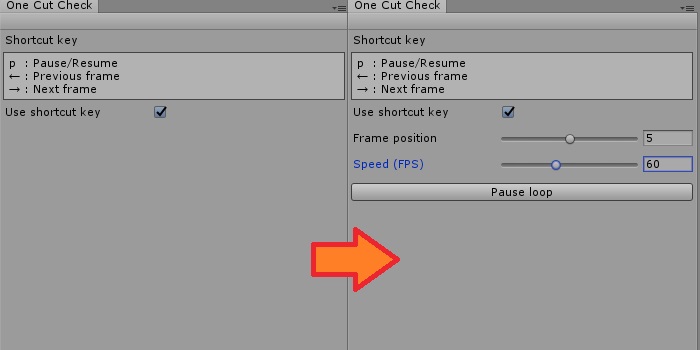 One Cut Check
Shortcut key
p : Pause/Resume
← : Previous frame
→ : Next frame
Use shortcut key
One Cut Check
Shortcut key
p : Pause/Resume
← : Previous frame
→ : Next frame
Use shortcut key
Frame position 5
Speed (FPS) 60
Pause loop